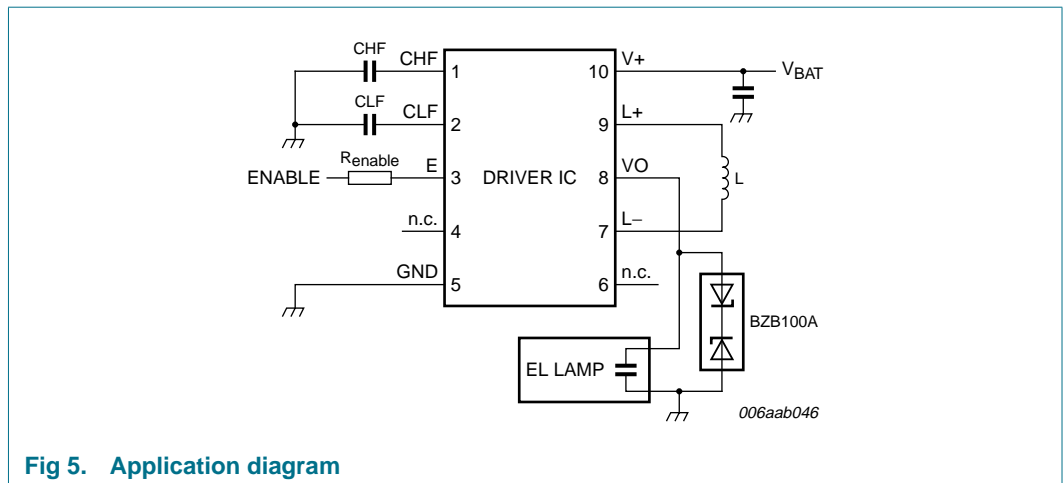 CHF
CHF
1
CLF
CLF
2
Renable
ENABLE
E
3
n.c.
4
GND
5
DRIVER IC
V+
10
VBAT
L+
9
VO
8
L
L−
7
n.c.
6
BZB100A
EL LAMP
006aab046
Fig 5. Application diagram